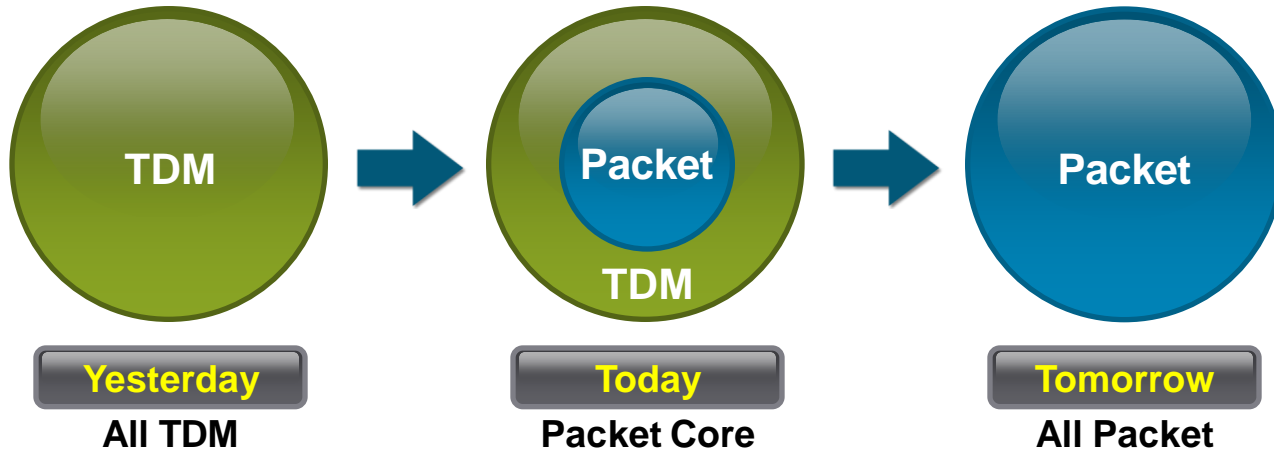 TDM
Packet
TDM
Packet
Yesterday
Today
Tomorrow
All TDM
Packet Core
All Packet